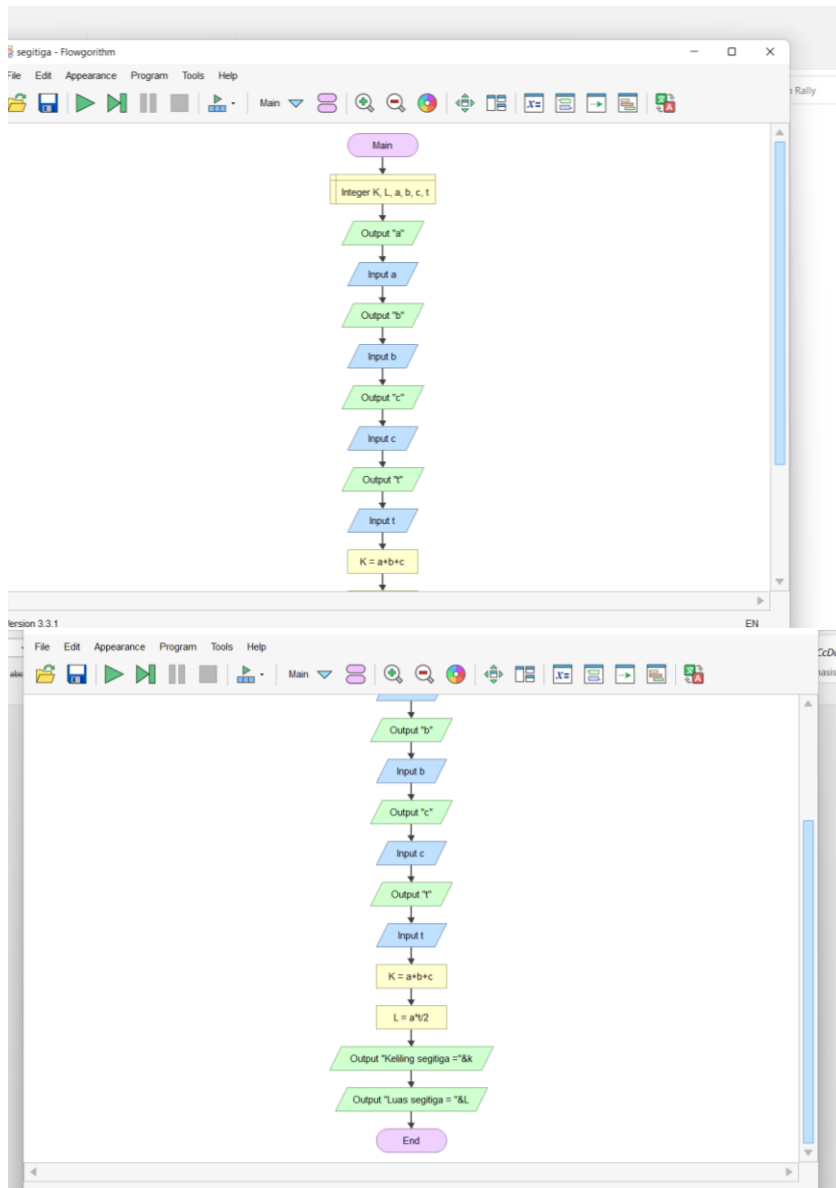 segitiga - Flowgorithm
File Edit Appearance Program Tools Help
Main
n Rally
Main
Integer K, L, a, b, c, t
Output "a"
Input a
Output "b"
Input b
Output "c"
Input c
Output "t"
Input t
K = a+b+c
Version 3.3.1
EN
File Edit Appearance Program Tools Help
Main
Output "b"
Input b
Output "c"
Input c
Output "t"
Input t
K = a+b+c
L = a*t/2
Output "Keliling segitiga ="&k
Output "Luas segitiga = "&L
End